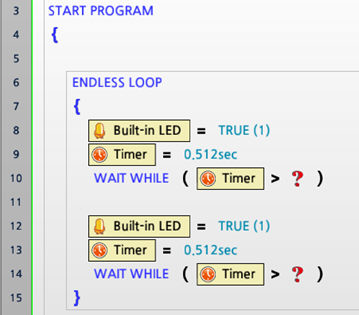 3 START PROGRAM
4 {
5
6 ENDLESS LOOP
7 {
8 Built-in LED = TRUE (1)
9 Timer = 0.512sec
10 WAIT WHILE ( Timer > ? )
11
12 Built-in LED = TRUE (1)
13 Timer = 0.512sec
14 WAIT WHILE ( Timer > ? )
15 }